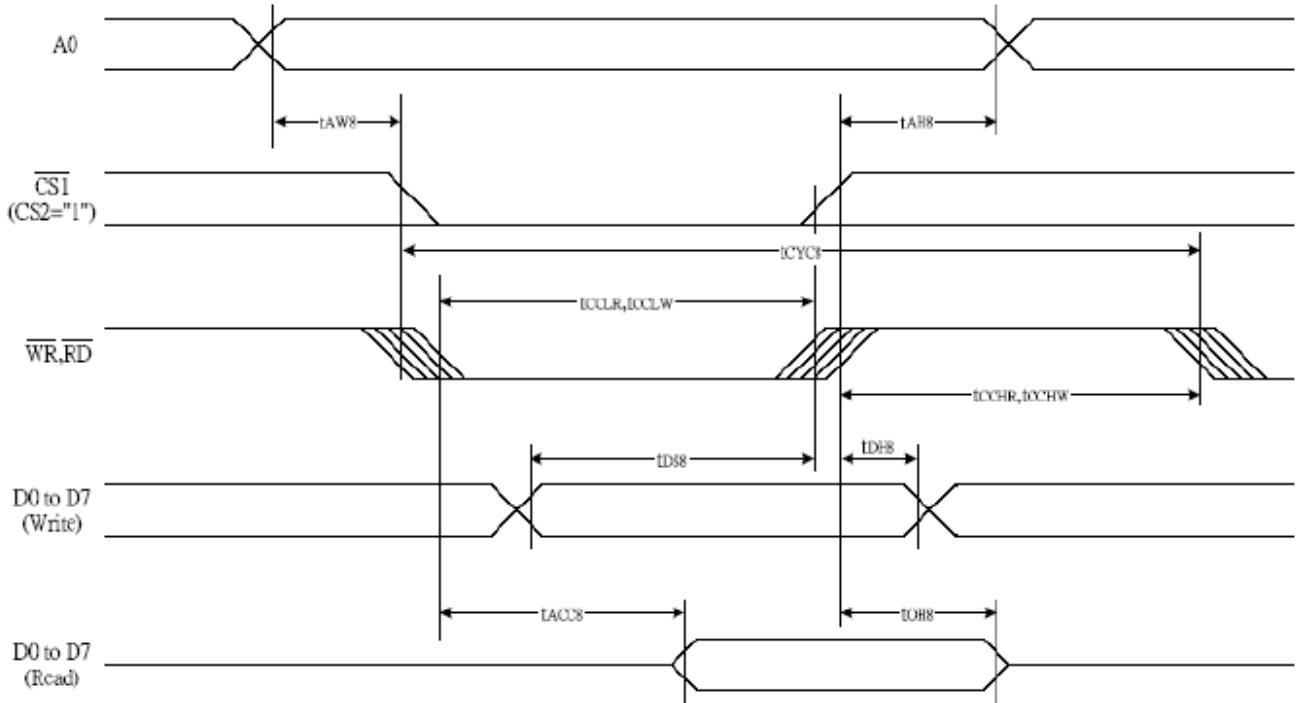 A0
tAW8
tAH8
CS1
(CS2="1")
tCYC8
tCCLR,tCCLW
WR,RD
tCCHR,tCCHW
tDS8
tDH8
D0 to D7
(Write)
tACC8
tOH8
D0 to D7
(Read)